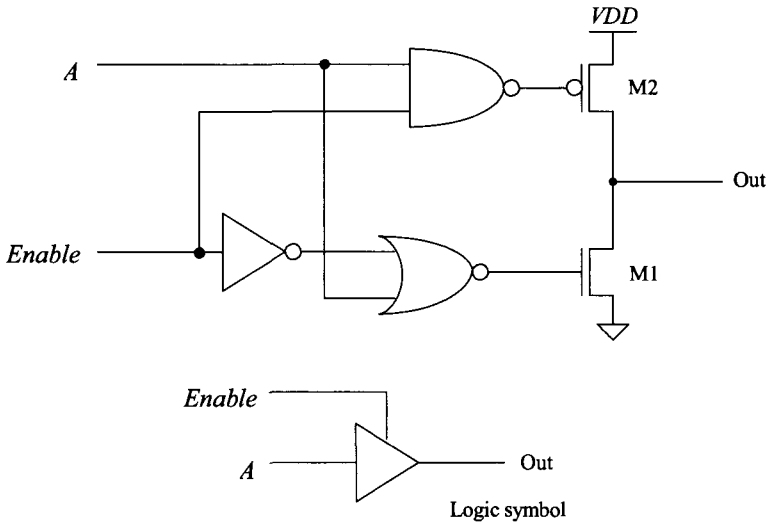 VDD
A
M2
Out
Enable
M1
Enable
A
Out
Logic symbol